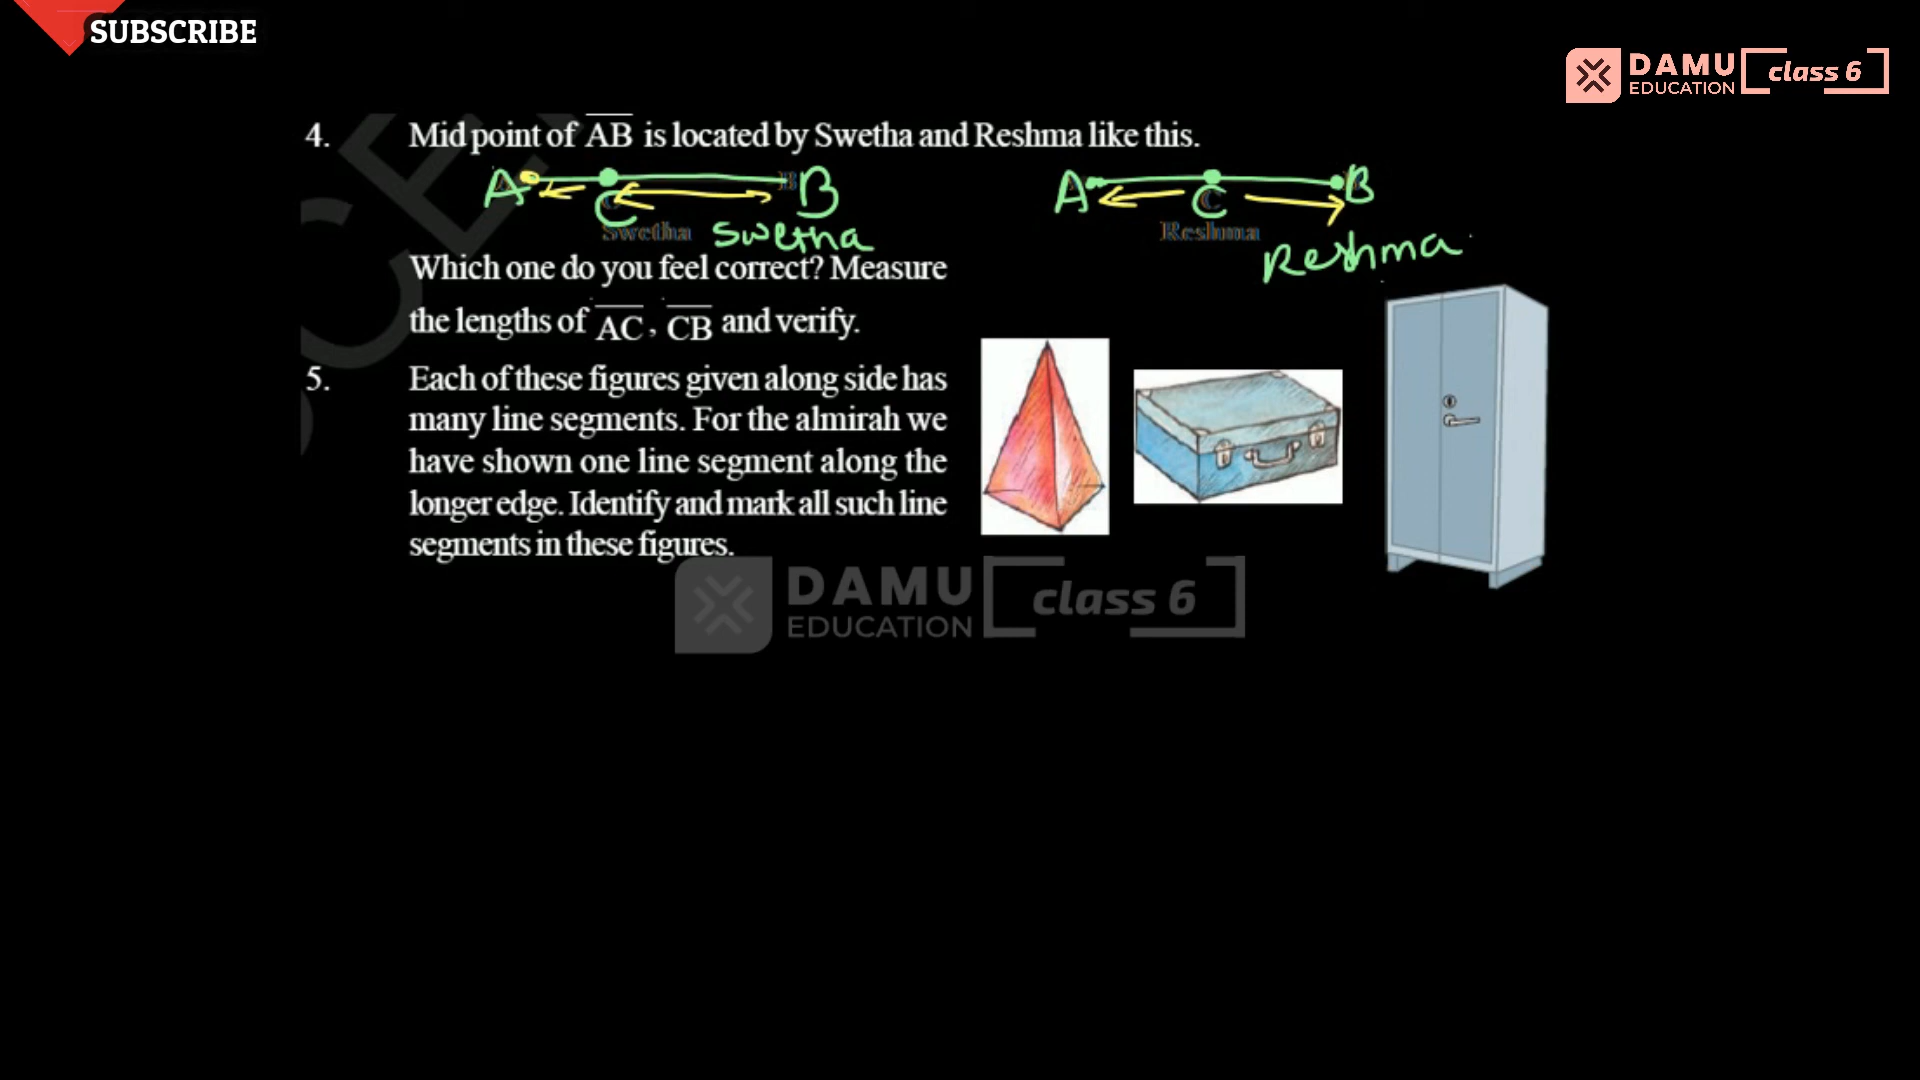 SUBSCRIBE
DAMU EDUCATION class 6
4. Mid point of AB is located by Swetha and Reshma like this.
A C B
Swetha swetha
A C B
Reshma Reshma
Which one do you feel correct? Measure
the lengths of AC, CB and verify.
5. Each of these figures given along side has
many line segments. For the almirah we
have shown one line segment along the
longer edge. Identify and mark all such line
segments in these figures.
DAMU EDUCATION class 6